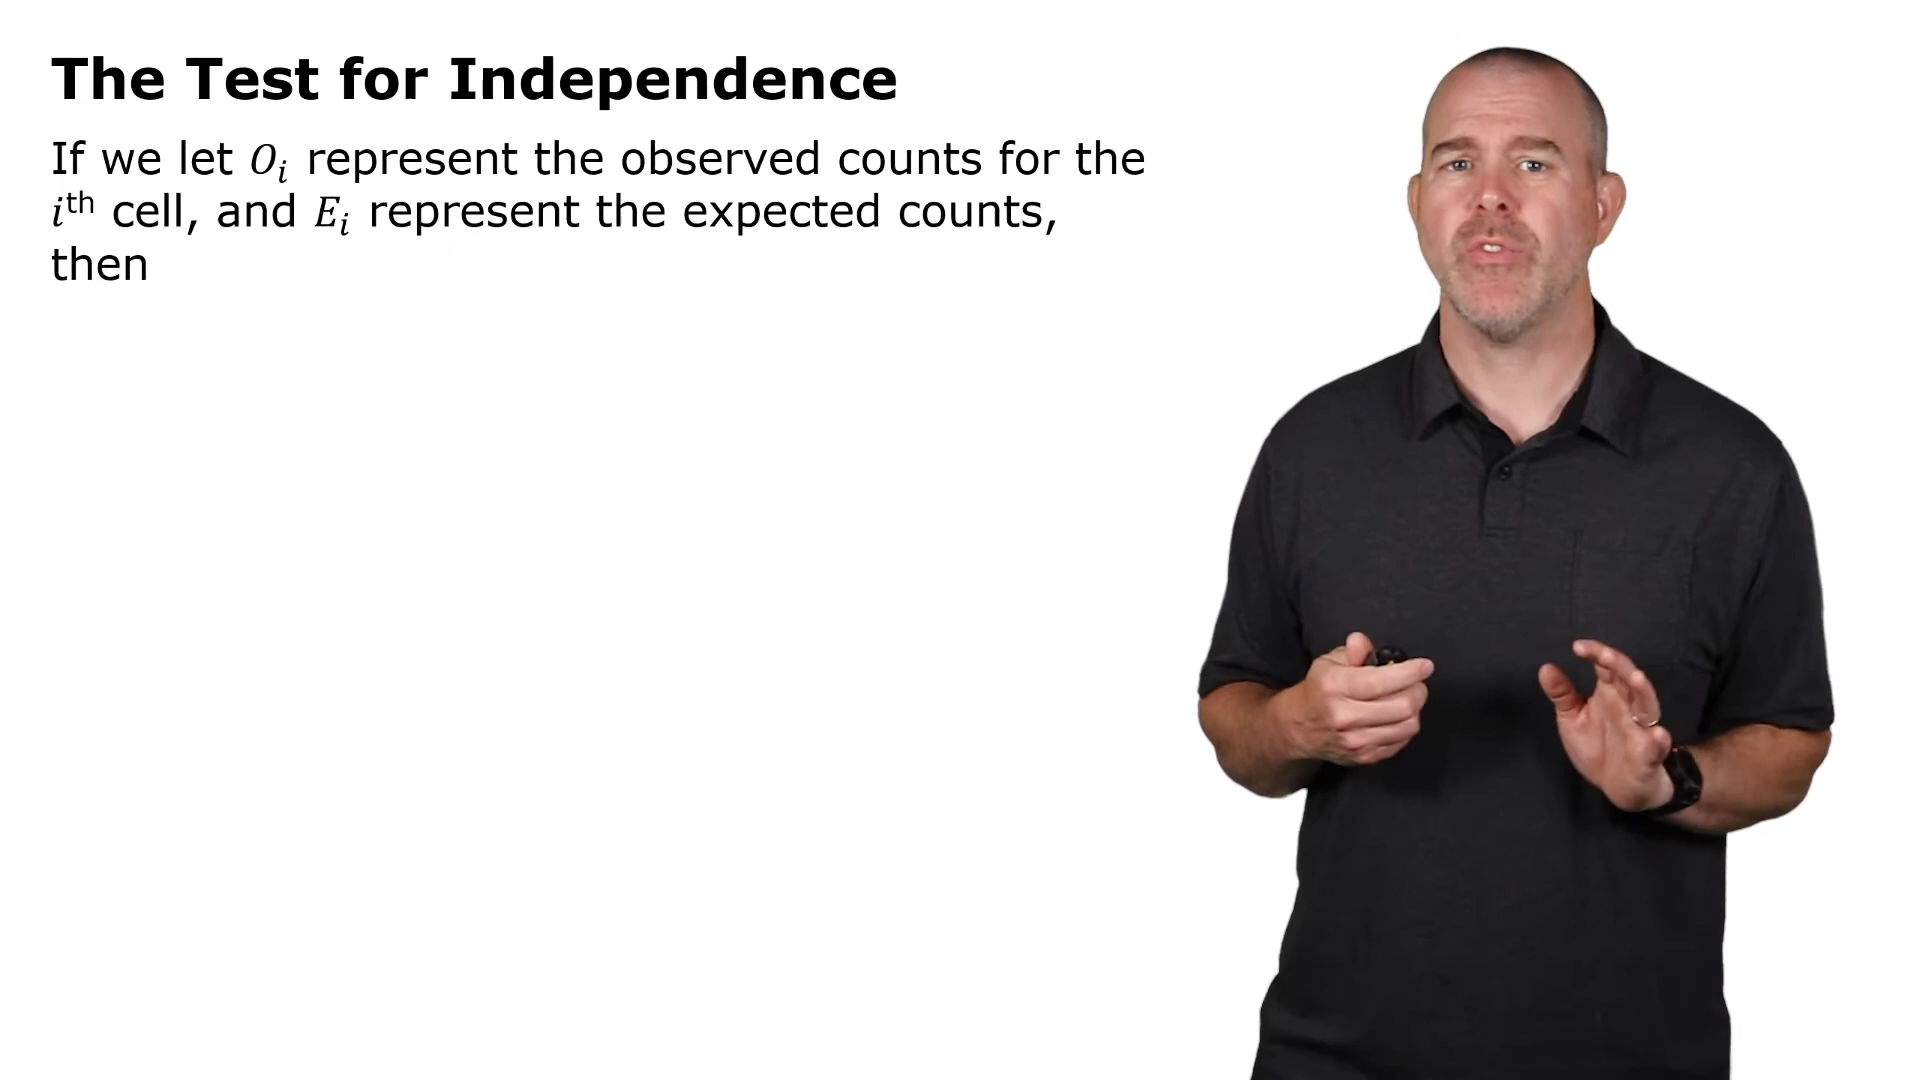 The Test for Independence
If we let 𝑂ᵢ represent the observed counts for the
𝑖ᵗʰ cell, and 𝐸ᵢ represent the expected counts,
then